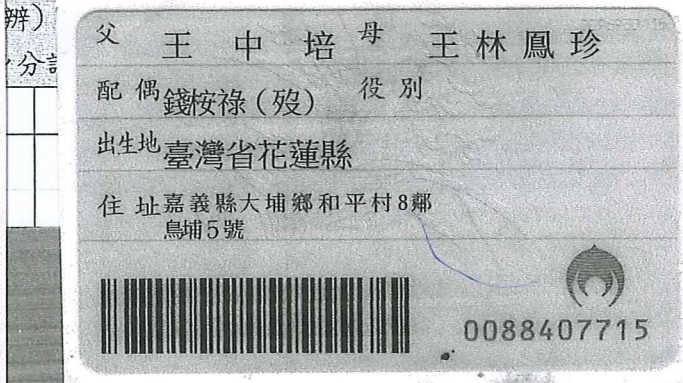 辦)
分
父 王中培 母 王林鳳珍
配偶 錢桉祿(歿) 役別
出生地 臺灣省花蓮縣
住址 嘉義縣大埔鄉和平村8鄰
鳥埔5號
0088407715